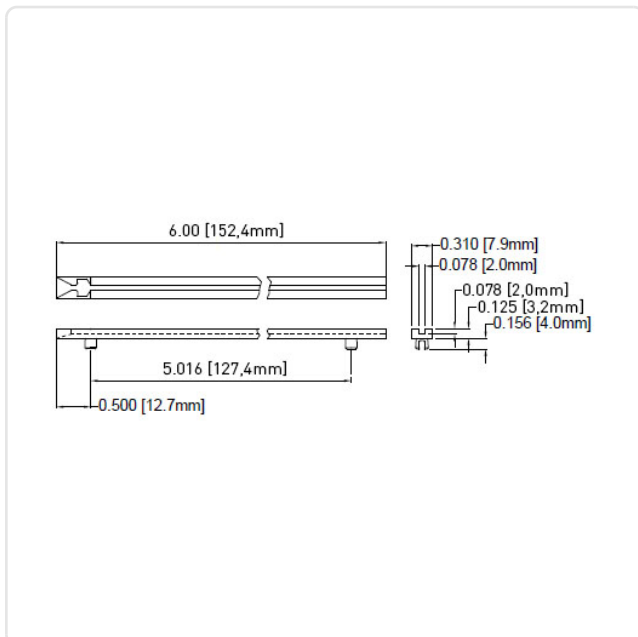 6.00 [152,4mm]
0.310 [7.9mm]
0.078 [2.0mm]
0.078 [2,0mm]
0.125 [3,2mm]
0.156 [4.0mm]
5.016 [127,4mm]
0.500 [12.7mm]